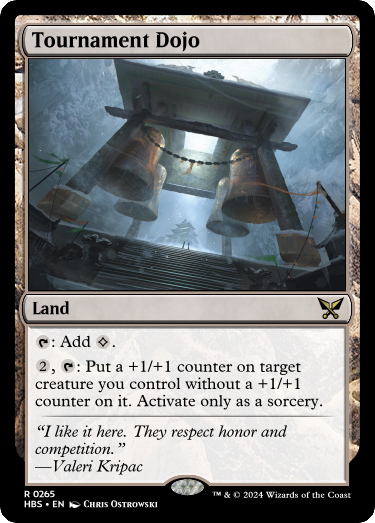 Tournament Dojo
Land
: Add .
2, : Put a +1/+1 counter on target
creature you control without a +1/+1
counter on it. Activate only as a sorcery.
“I like it here. They respect honor and
competition.”
—Valeri Kripac
R 0265
HBS • EN Chris Ostrowski
™ & © 2024 Wizards of the Coast